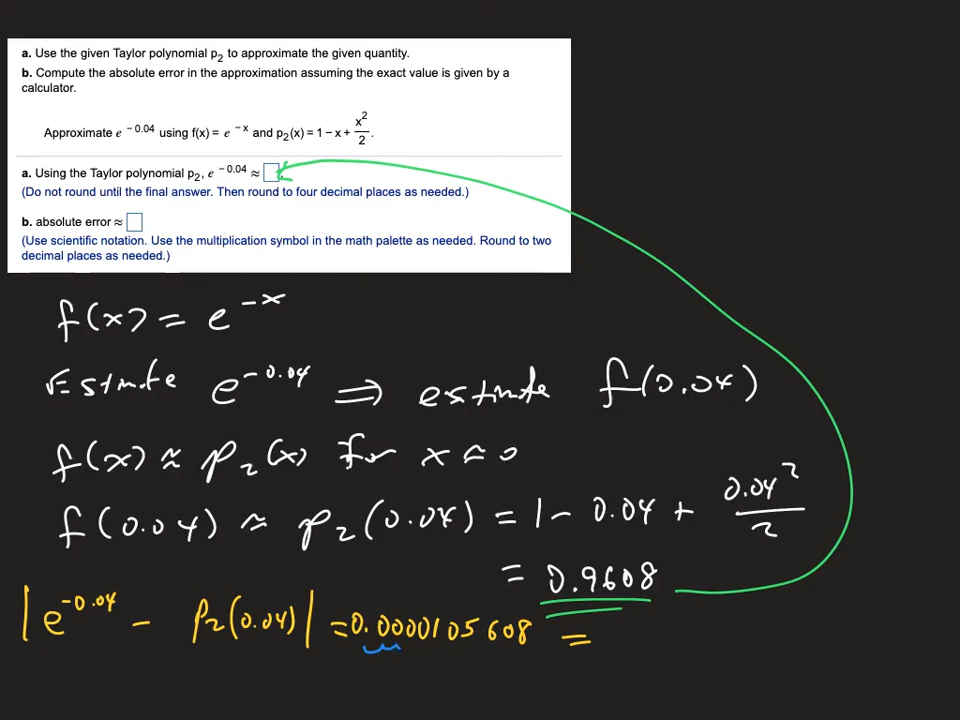 a. Use the given Taylor polynomial p₂ to approximate the given quantity.
b. Compute the absolute error in the approximation assuming the exact value is given by a
calculator.
Approximate e^(−0.04) using f(x) = e^(−x) and p₂(x) = 1 − x + x²/2.
a. Using the Taylor polynomial p₂, e^(−0.04) ≈ .
(Do not round until the final answer. Then round to four decimal places as needed.)
b. absolute error ≈
(Use scientific notation. Use the multiplication symbol in the math palette as needed. Round to two
decimal places as needed.)
f(x) = e^(−x)
Estimate e^(−0.04) ⇒ estimate f(0.04)
f(x) ≈ p₂(x) for x ≈ 0
f(0.04) ≈ p₂(0.04) = 1 − 0.04 + 0.04²/2
= 0.9608
|e^(−0.04) − p₂(0.04)| = 0.0000105608 =